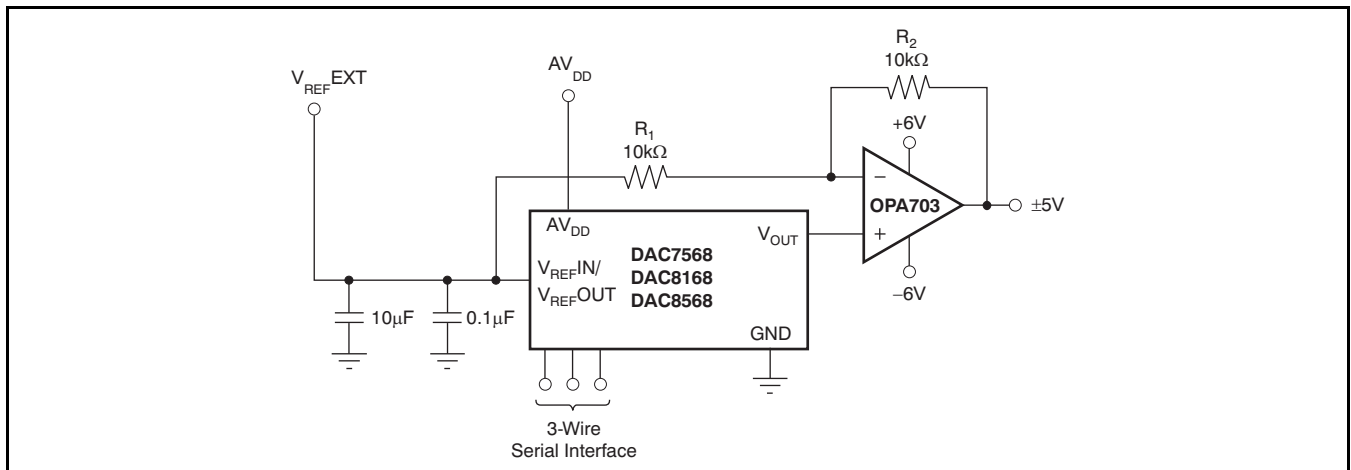 V_REF EXT
AV_DD
R_1
10kΩ
R_2
10kΩ
+6V
−
OPA703
+
±5V
−6V
AV_DD
V_OUT
DAC7568
DAC8168
DAC8568
V_REF IN/
V_REF OUT
GND
10µF
0.1µF
3-Wire
Serial Interface